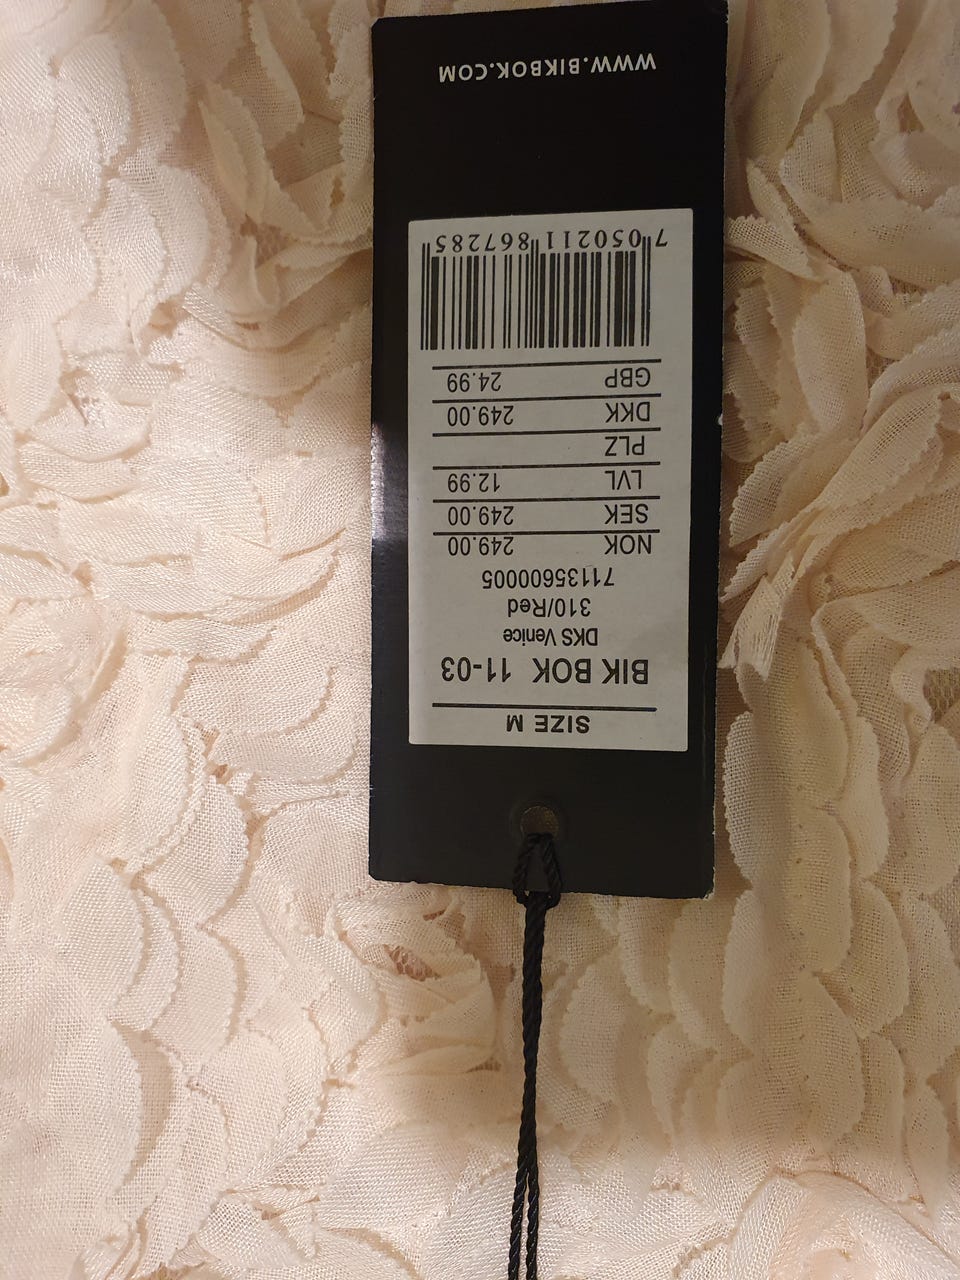 SIZE M
BIK BOK 11-03
DKS Venice
310/Red
71135600005
NOK 249.00
SEK 249.00
LVL 12.99
PLZ
DKK 249.00
GBP 24.99
7 050211 867285
WWW.BIKBOK.COM